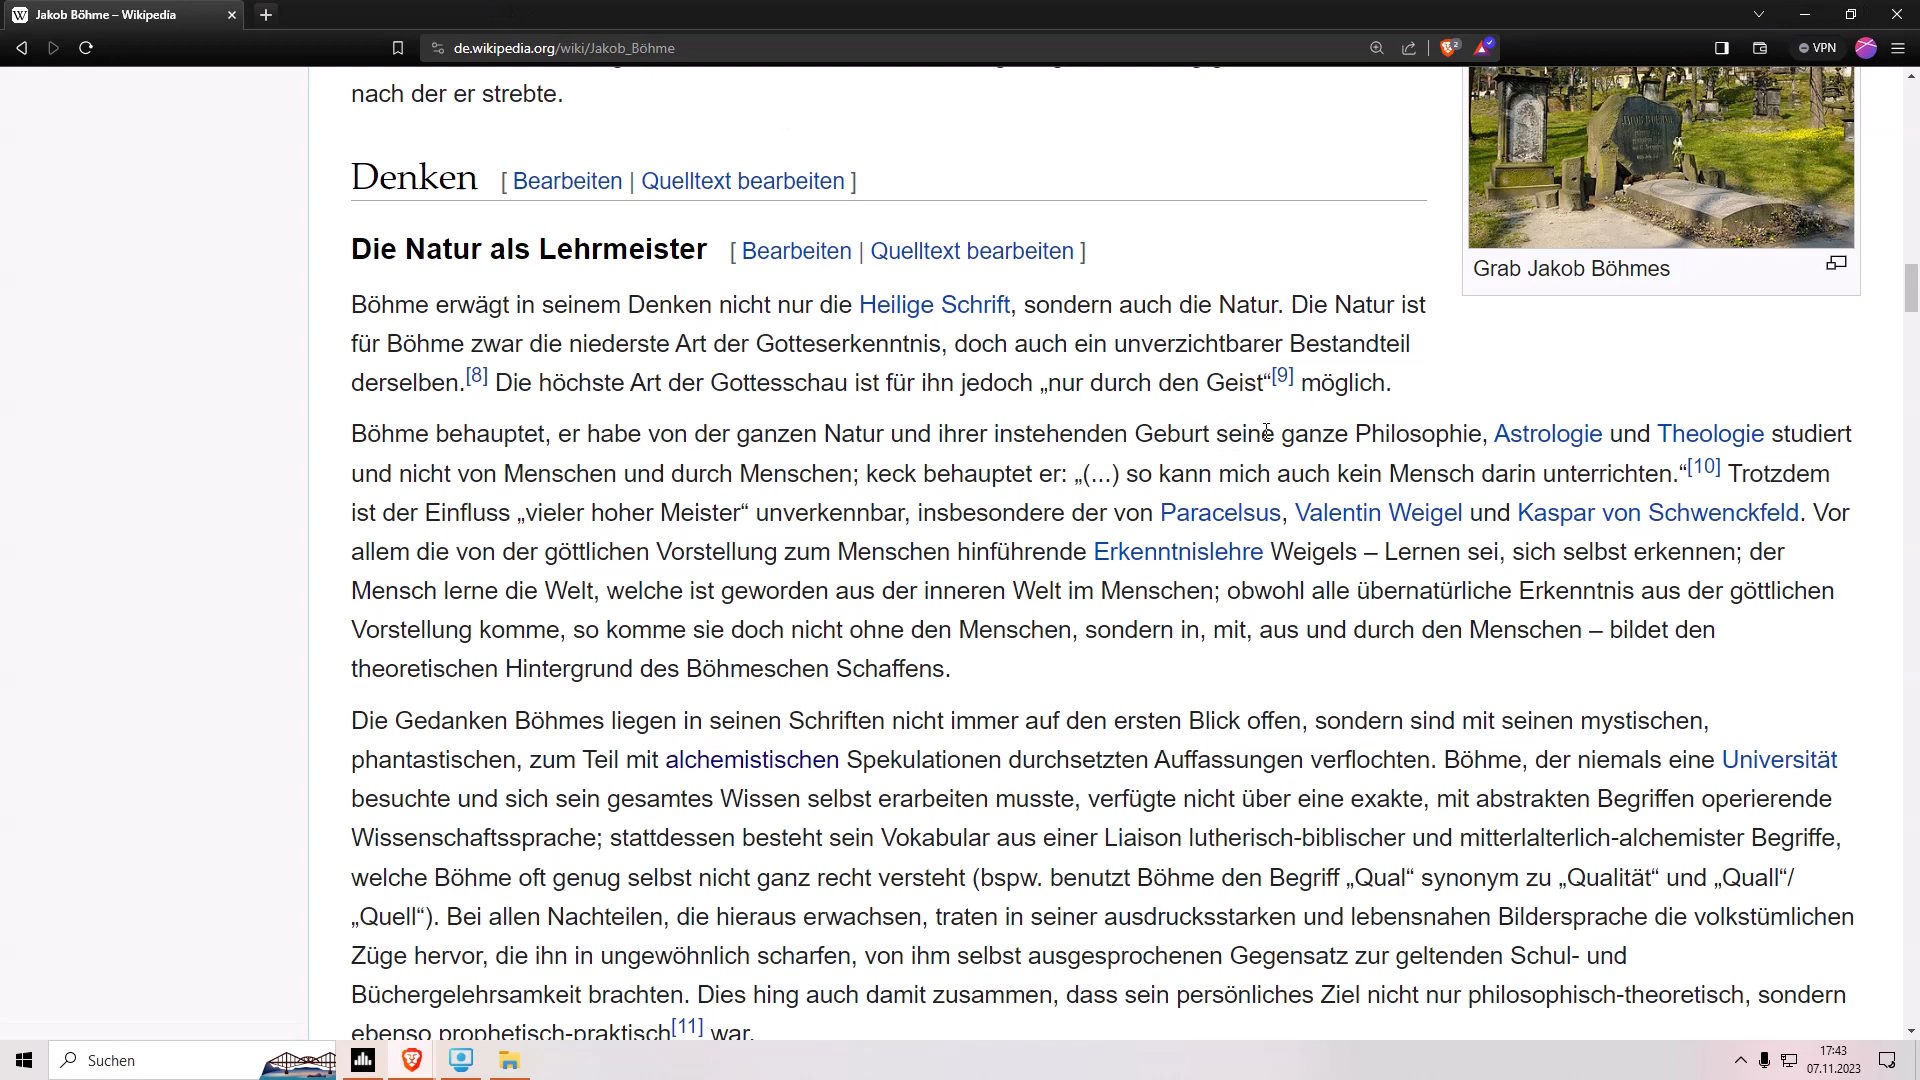 Jakob Böhme – Wikipedia
de.wikipedia.org/wiki/Jakob_Böhme
2
VPN
nach der er strebte.
Denken [ Bearbeiten | Quelltext bearbeiten ]
Die Natur als Lehrmeister [ Bearbeiten | Quelltext bearbeiten ]
Grab Jakob Böhmes
Böhme erwägt in seinem Denken nicht nur die Heilige Schrift, sondern auch die Natur. Die Natur ist
für Böhme zwar die niederste Art der Gotteserkenntnis, doch auch ein unverzichtbarer Bestandteil
derselben.[8] Die höchste Art der Gottesschau ist für ihn jedoch „nur durch den Geist“[9] möglich.
Böhme behauptet, er habe von der ganzen Natur und ihrer instehenden Geburt seine ganze Philosophie, Astrologie und Theologie studiert
und nicht von Menschen und durch Menschen; keck behauptet er: „(...) so kann mich auch kein Mensch darin unterrichten.“[10] Trotzdem
ist der Einfluss „vieler hoher Meister“ unverkennbar, insbesondere der von Paracelsus, Valentin Weigel und Kaspar von Schwenckfeld. Vor
allem die von der göttlichen Vorstellung zum Menschen hinführende Erkenntnislehre Weigels – Lernen sei, sich selbst erkennen; der
Mensch lerne die Welt, welche ist geworden aus der inneren Welt im Menschen; obwohl alle übernatürliche Erkenntnis aus der göttlichen
Vorstellung komme, so komme sie doch nicht ohne den Menschen, sondern in, mit, aus und durch den Menschen – bildet den
theoretischen Hintergrund des Böhmeschen Schaffens.
Die Gedanken Böhmes liegen in seinen Schriften nicht immer auf den ersten Blick offen, sondern sind mit seinen mystischen,
phantastischen, zum Teil mit alchemistischen Spekulationen durchsetzten Auffassungen verflochten. Böhme, der niemals eine Universität
besuchte und sich sein gesamtes Wissen selbst erarbeiten musste, verfügte nicht über eine exakte, mit abstrakten Begriffen operierende
Wissenschaftssprache; stattdessen besteht sein Vokabular aus einer Liaison lutherisch-biblischer und mitterlalterlich-alchemister Begriffe,
welche Böhme oft genug selbst nicht ganz recht versteht (bspw. benutzt Böhme den Begriff „Qual“ synonym zu „Qualität“ und „Quall“/
„Quell“). Bei allen Nachteilen, die hieraus erwachsen, traten in seiner ausdrucksstarken und lebensnahen Bildersprache die volkstümlichen
Züge hervor, die ihn in ungewöhnlich scharfen, von ihm selbst ausgesprochenen Gegensatz zur geltenden Schul- und
Büchergelehrsamkeit brachten. Dies hing auch damit zusammen, dass sein persönliches Ziel nicht nur philosophisch-theoretisch, sondern
ebenso prophetisch-praktisch[11] war.
Suchen
17:43
07.11.2023